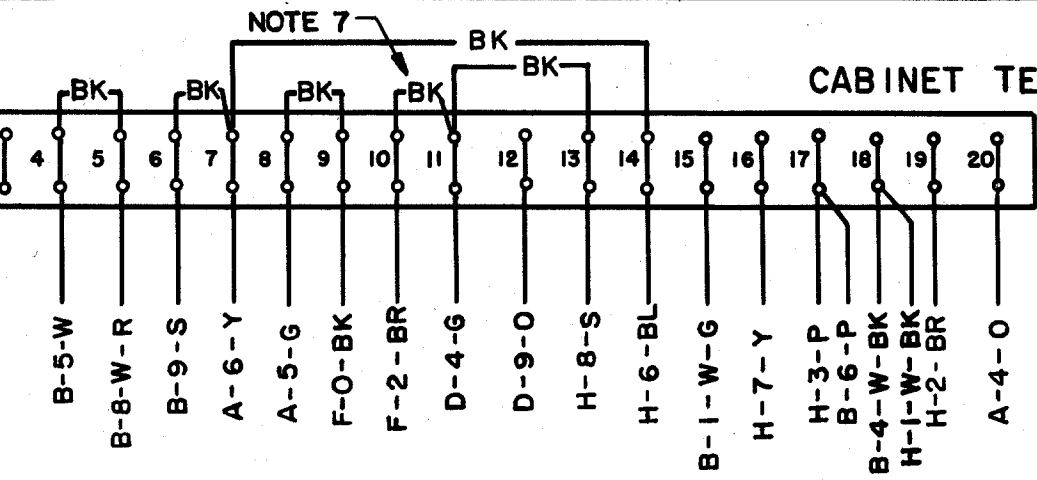 NOTE 7
BK
BK
CABINET TE
BK
BK
BK
BK
4 5 6 7 8 9 10 11 12 13 14 15 16 17 18 19 20
B-5-W
B-8-W-R
B-9-S
A-6-Y
A-5-G
F-0-BK
F-2-BR
D-4-G
D-9-O
H-8-S
H-6-BL
B-1-W-G
H-7-Y
H-3-P
B-6-P
B-4-W-BK
H-1-W-BK
H-2-BR
A-4-O